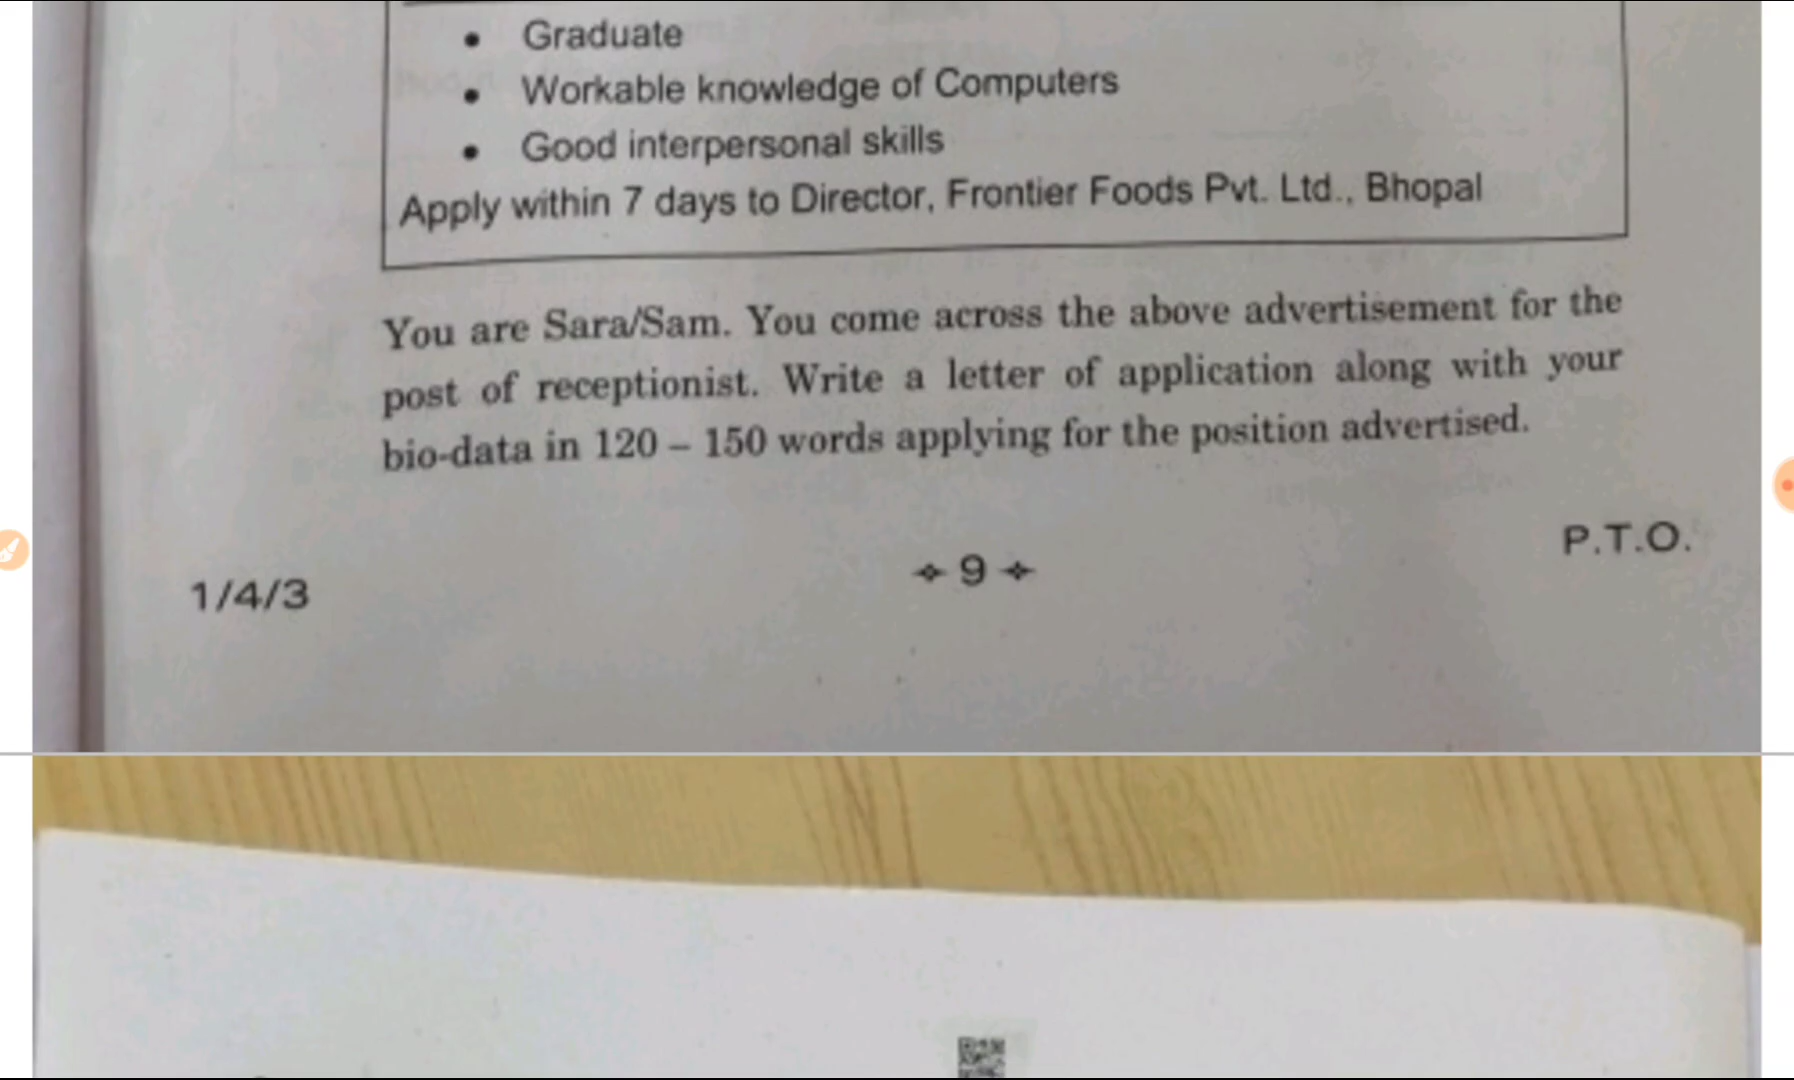 • Graduate
• Workable knowledge of Computers
• Good interpersonal skills
Apply within 7 days to Director, Frontier Foods Pvt. Ltd., Bhopal
You are Sara/Sam. You come across the above advertisement for the
post of receptionist. Write a letter of application along with your
bio-data in 120 – 150 words applying for the position advertised.
P.T.O.
1/4/3
9